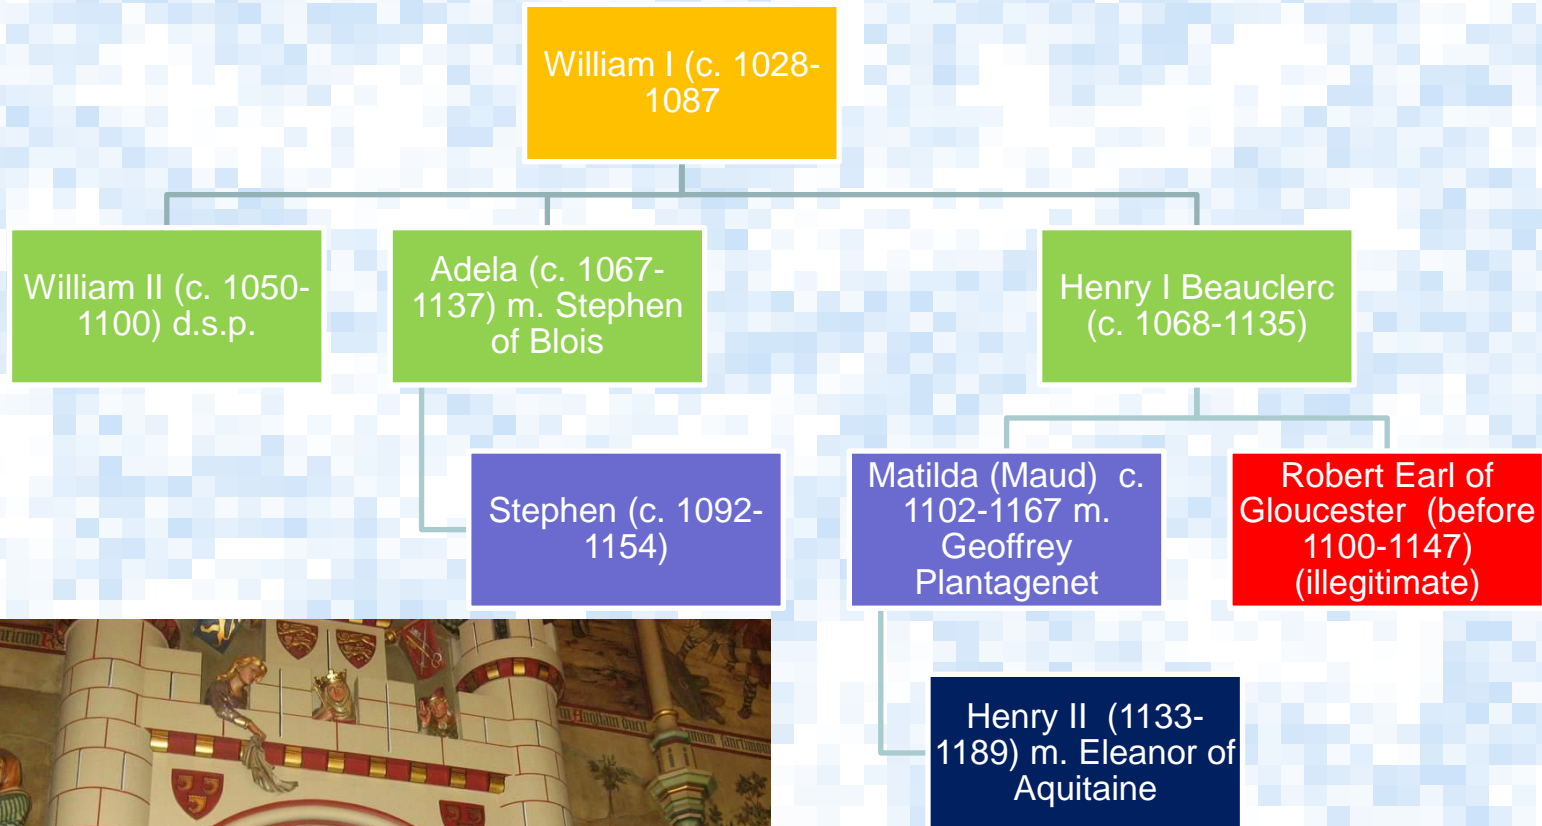 William I (c. 1028-
1087
William II (c. 1050-
1100) d.s.p.
Adela (c. 1067-
1137) m. Stephen
of Blois
Henry I Beauclerc
(c. 1068-1135)
Stephen (c. 1092-
1154)
Matilda (Maud)  c.
1102-1167 m.
Geoffrey
Plantagenet
Robert Earl of
Gloucester  (before
1100-1147)
(illegitimate)
Henry II  (1133-
1189) m. Eleanor of
Aquitaine